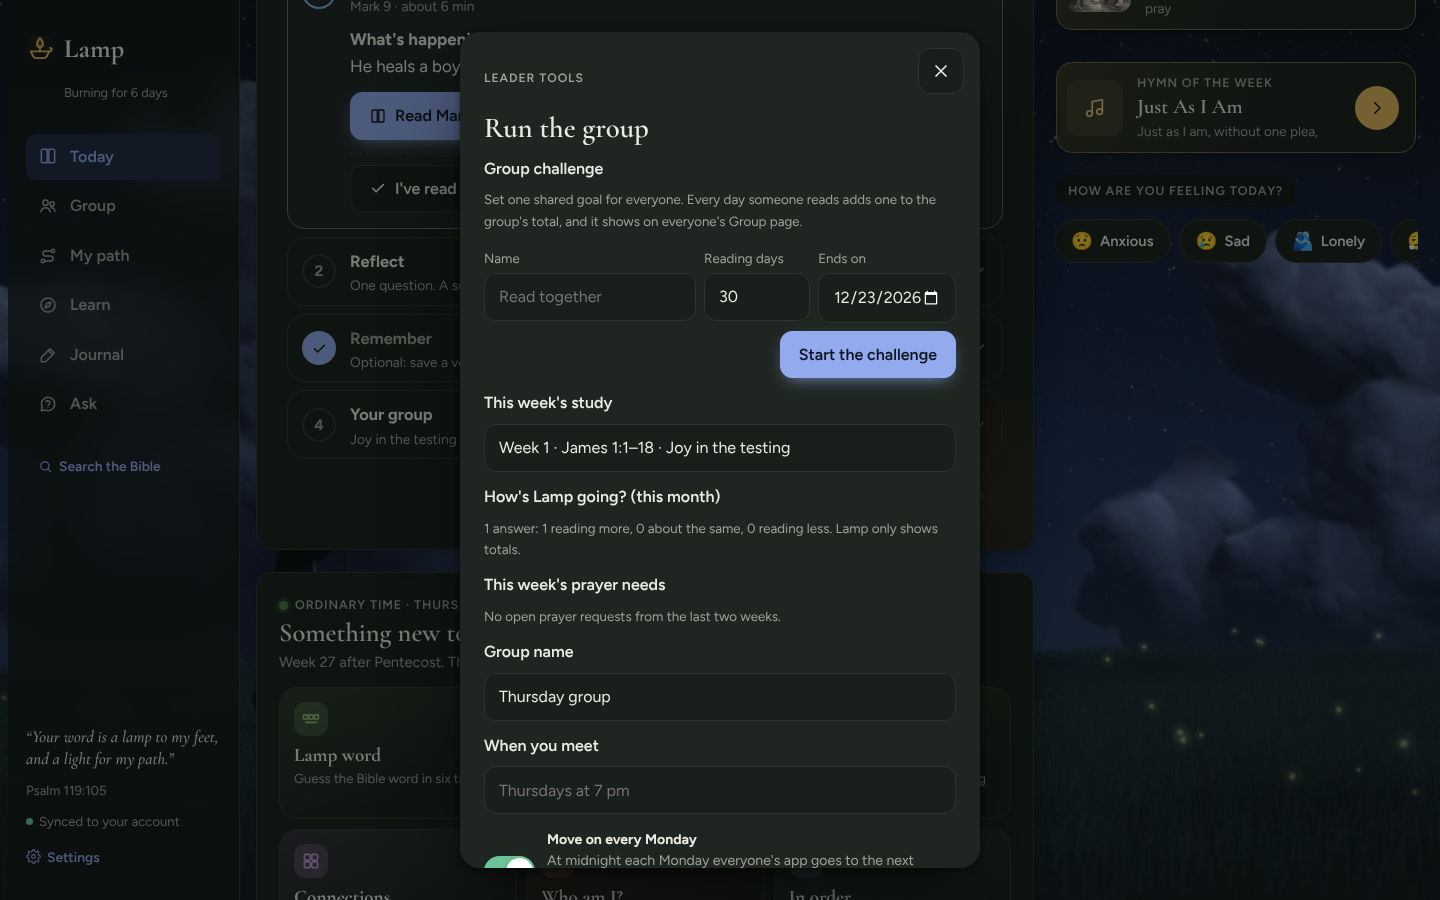 Lamp
Burning for 6 days
Today
Group
My path
Learn
Journal
Ask
Search the Bible
“Your word is a lamp to my feet,
and a light for my path.”
Psalm 119:105
Synced to your account
Settings
Mark 9 · about 6 min
What's happen
He heals a boy
Read Mar
I've read
2
Reflect
One question. A s
Remember
Optional: save a v
4
Your group
Joy in the testing
ORDINARY TIME · THURS
Something new to
Week 27 after Pentecost. Th
Lamp word
Guess the Bible word in six t
Connections
Who am I?
In order
LEADER TOOLS
Run the group
Group challenge
Set one shared goal for everyone. Every day someone reads adds one to the
group's total, and it shows on everyone's Group page.
Name
Reading days
Ends on
Read together
30
12/23/2026
Start the challenge
This week's study
Week 1 · James 1:1–18 · Joy in the testing
How's Lamp going? (this month)
1 answer: 1 reading more, 0 about the same, 0 reading less. Lamp only shows
totals.
This week's prayer needs
No open prayer requests from the last two weeks.
Group name
Thursday group
When you meet
Thursdays at 7 pm
Move on every Monday
At midnight each Monday everyone's app goes to the next
pray
HYMN OF THE WEEK
Just As I Am
Just as I am, without one plea,
HOW ARE YOU FEELING TODAY?
Anxious
Sad
Lonely